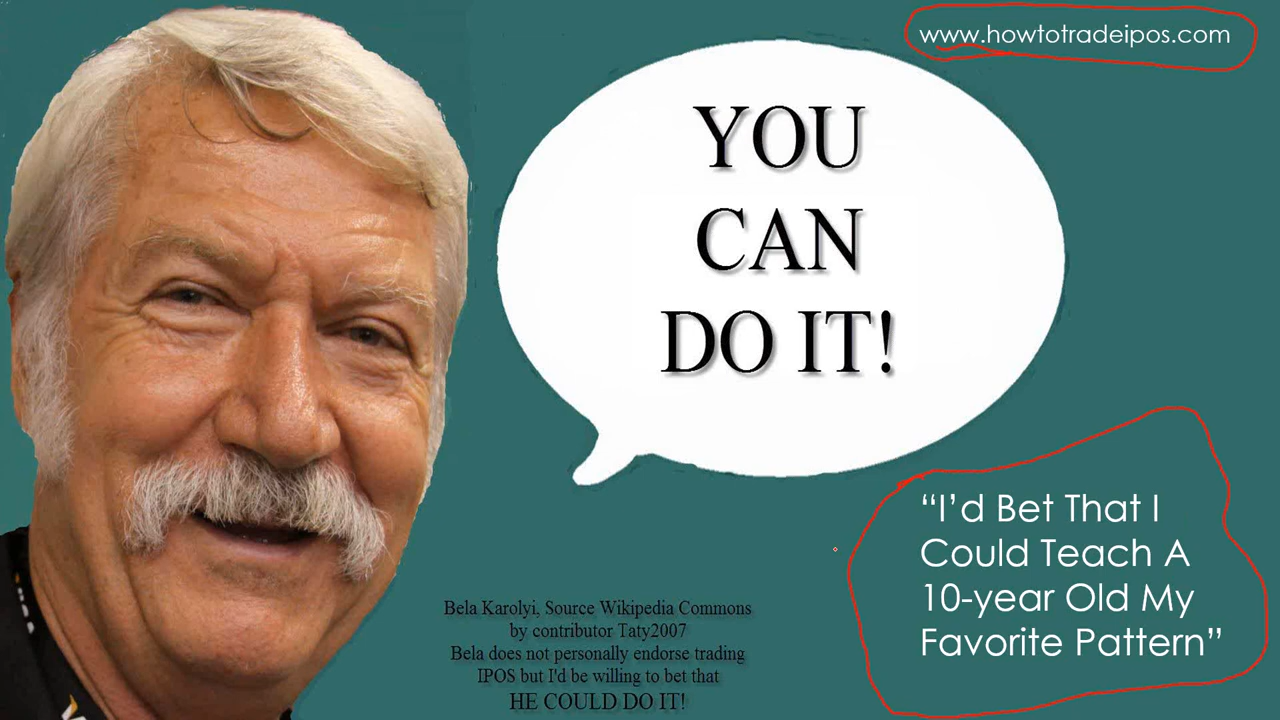 www.howtotradeipos.com
YOU
CAN
DO IT!
“I’d Bet That I
Could Teach A
10-year Old My
Favorite Pattern”
Bela Karolyi, Source Wikipedia Commons
by contributor Taty2007
Bela does not personally endorse trading
IPOS but I'd be willing to bet that
HE COULD DO IT!